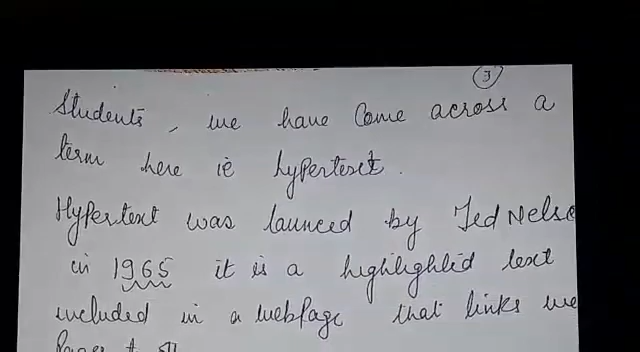 3
Students, we have Come across a
term here ie hypertext.
Hypertext was launced by Ted Nelso
in 1965 it is a highlighted text
included in a webpage that links we
Pages